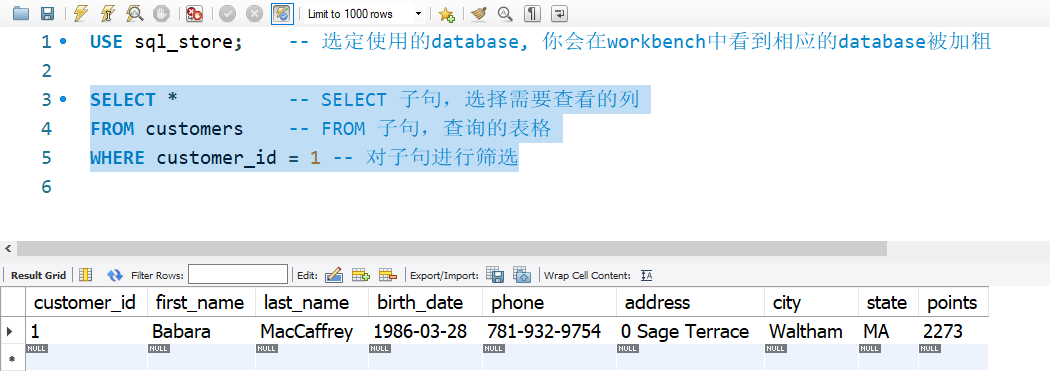 Limit to 1000 rows
1 USE sql_store; -- 选定使用的database, 你会在workbench中看到相应的database被加粗
2
3 SELECT * -- SELECT 子句，选择需要查看的列
4 FROM customers -- FROM 子句，查询的表格
5 WHERE customer_id = 1 -- 对子句进行筛选
6
Result Grid Filter Rows: Edit: Export/Import: Wrap Cell Content: IA
customer_id first_name last_name birth_date phone address city state points
1 Babara MacCaffrey 1986-03-28 781-932-9754 0 Sage Terrace Waltham MA 2273
NULL NULL NULL NULL NULL NULL NULL NULL NULL